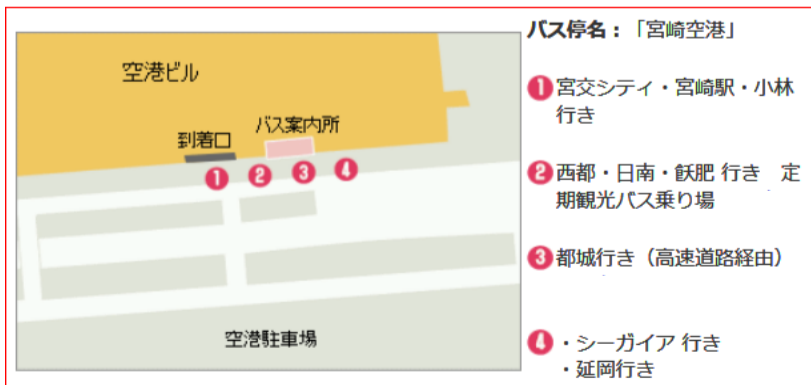 空港ビル
バス案内所
到着口
1 2 3 4
空港駐車場
バス停名：「宮崎空港」
1 宮交シティ・宮崎駅・小林
行き
2 西都・日南・飫肥 行き 定
期観光バス乗り場
3 都城行き（高速道路経由）
4 ・シーガイア 行き
・延岡行き